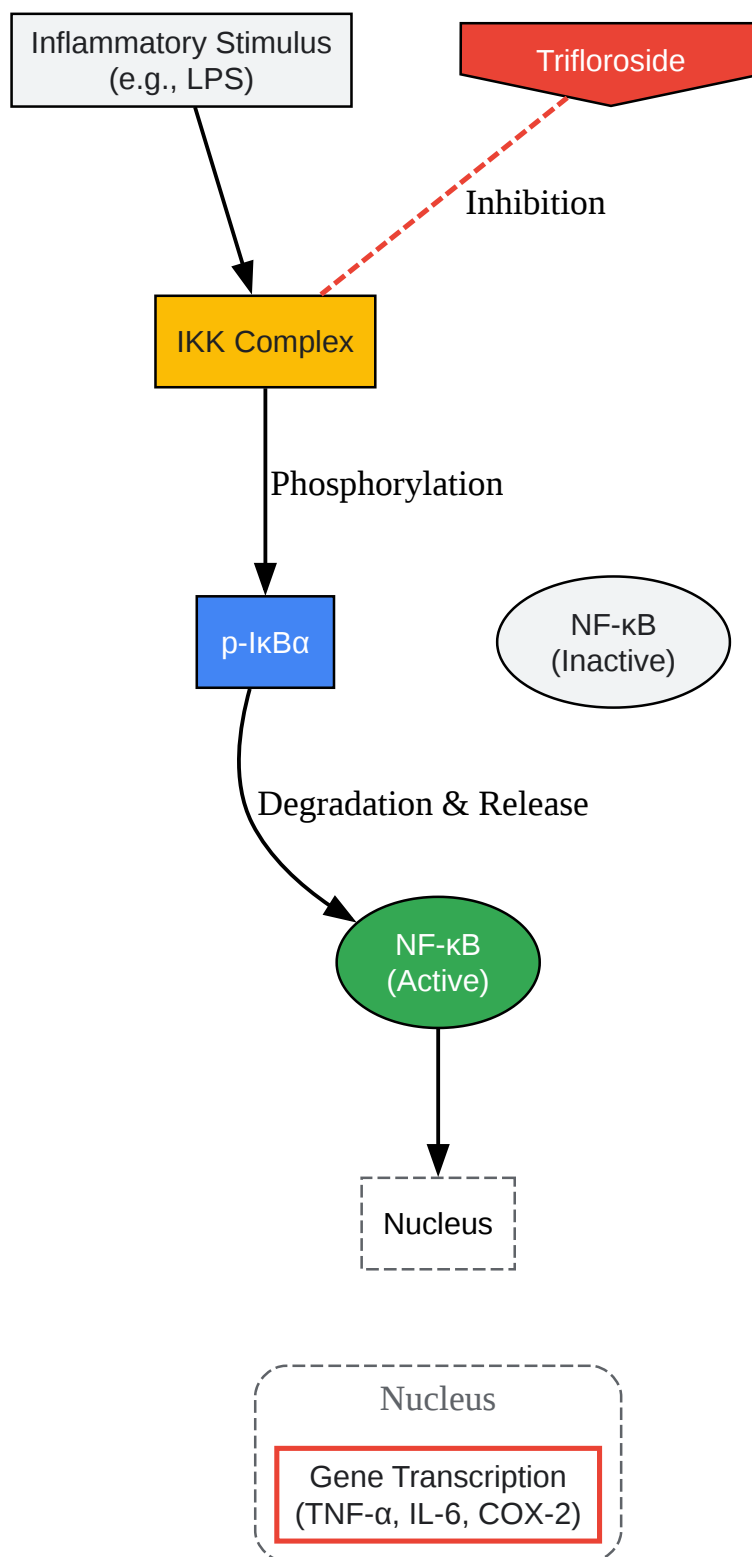 Inflammatory Stimulus
(e.g., LPS)
Trifloroside
Inhibition
IKK Complex
Phosphorylation
p-IκBα
NF-κB
(Inactive)
Degradation & Release
NF-κB
(Active)
Nucleus
Nucleus
Gene Transcription
(TNF-α, IL-6, COX-2)